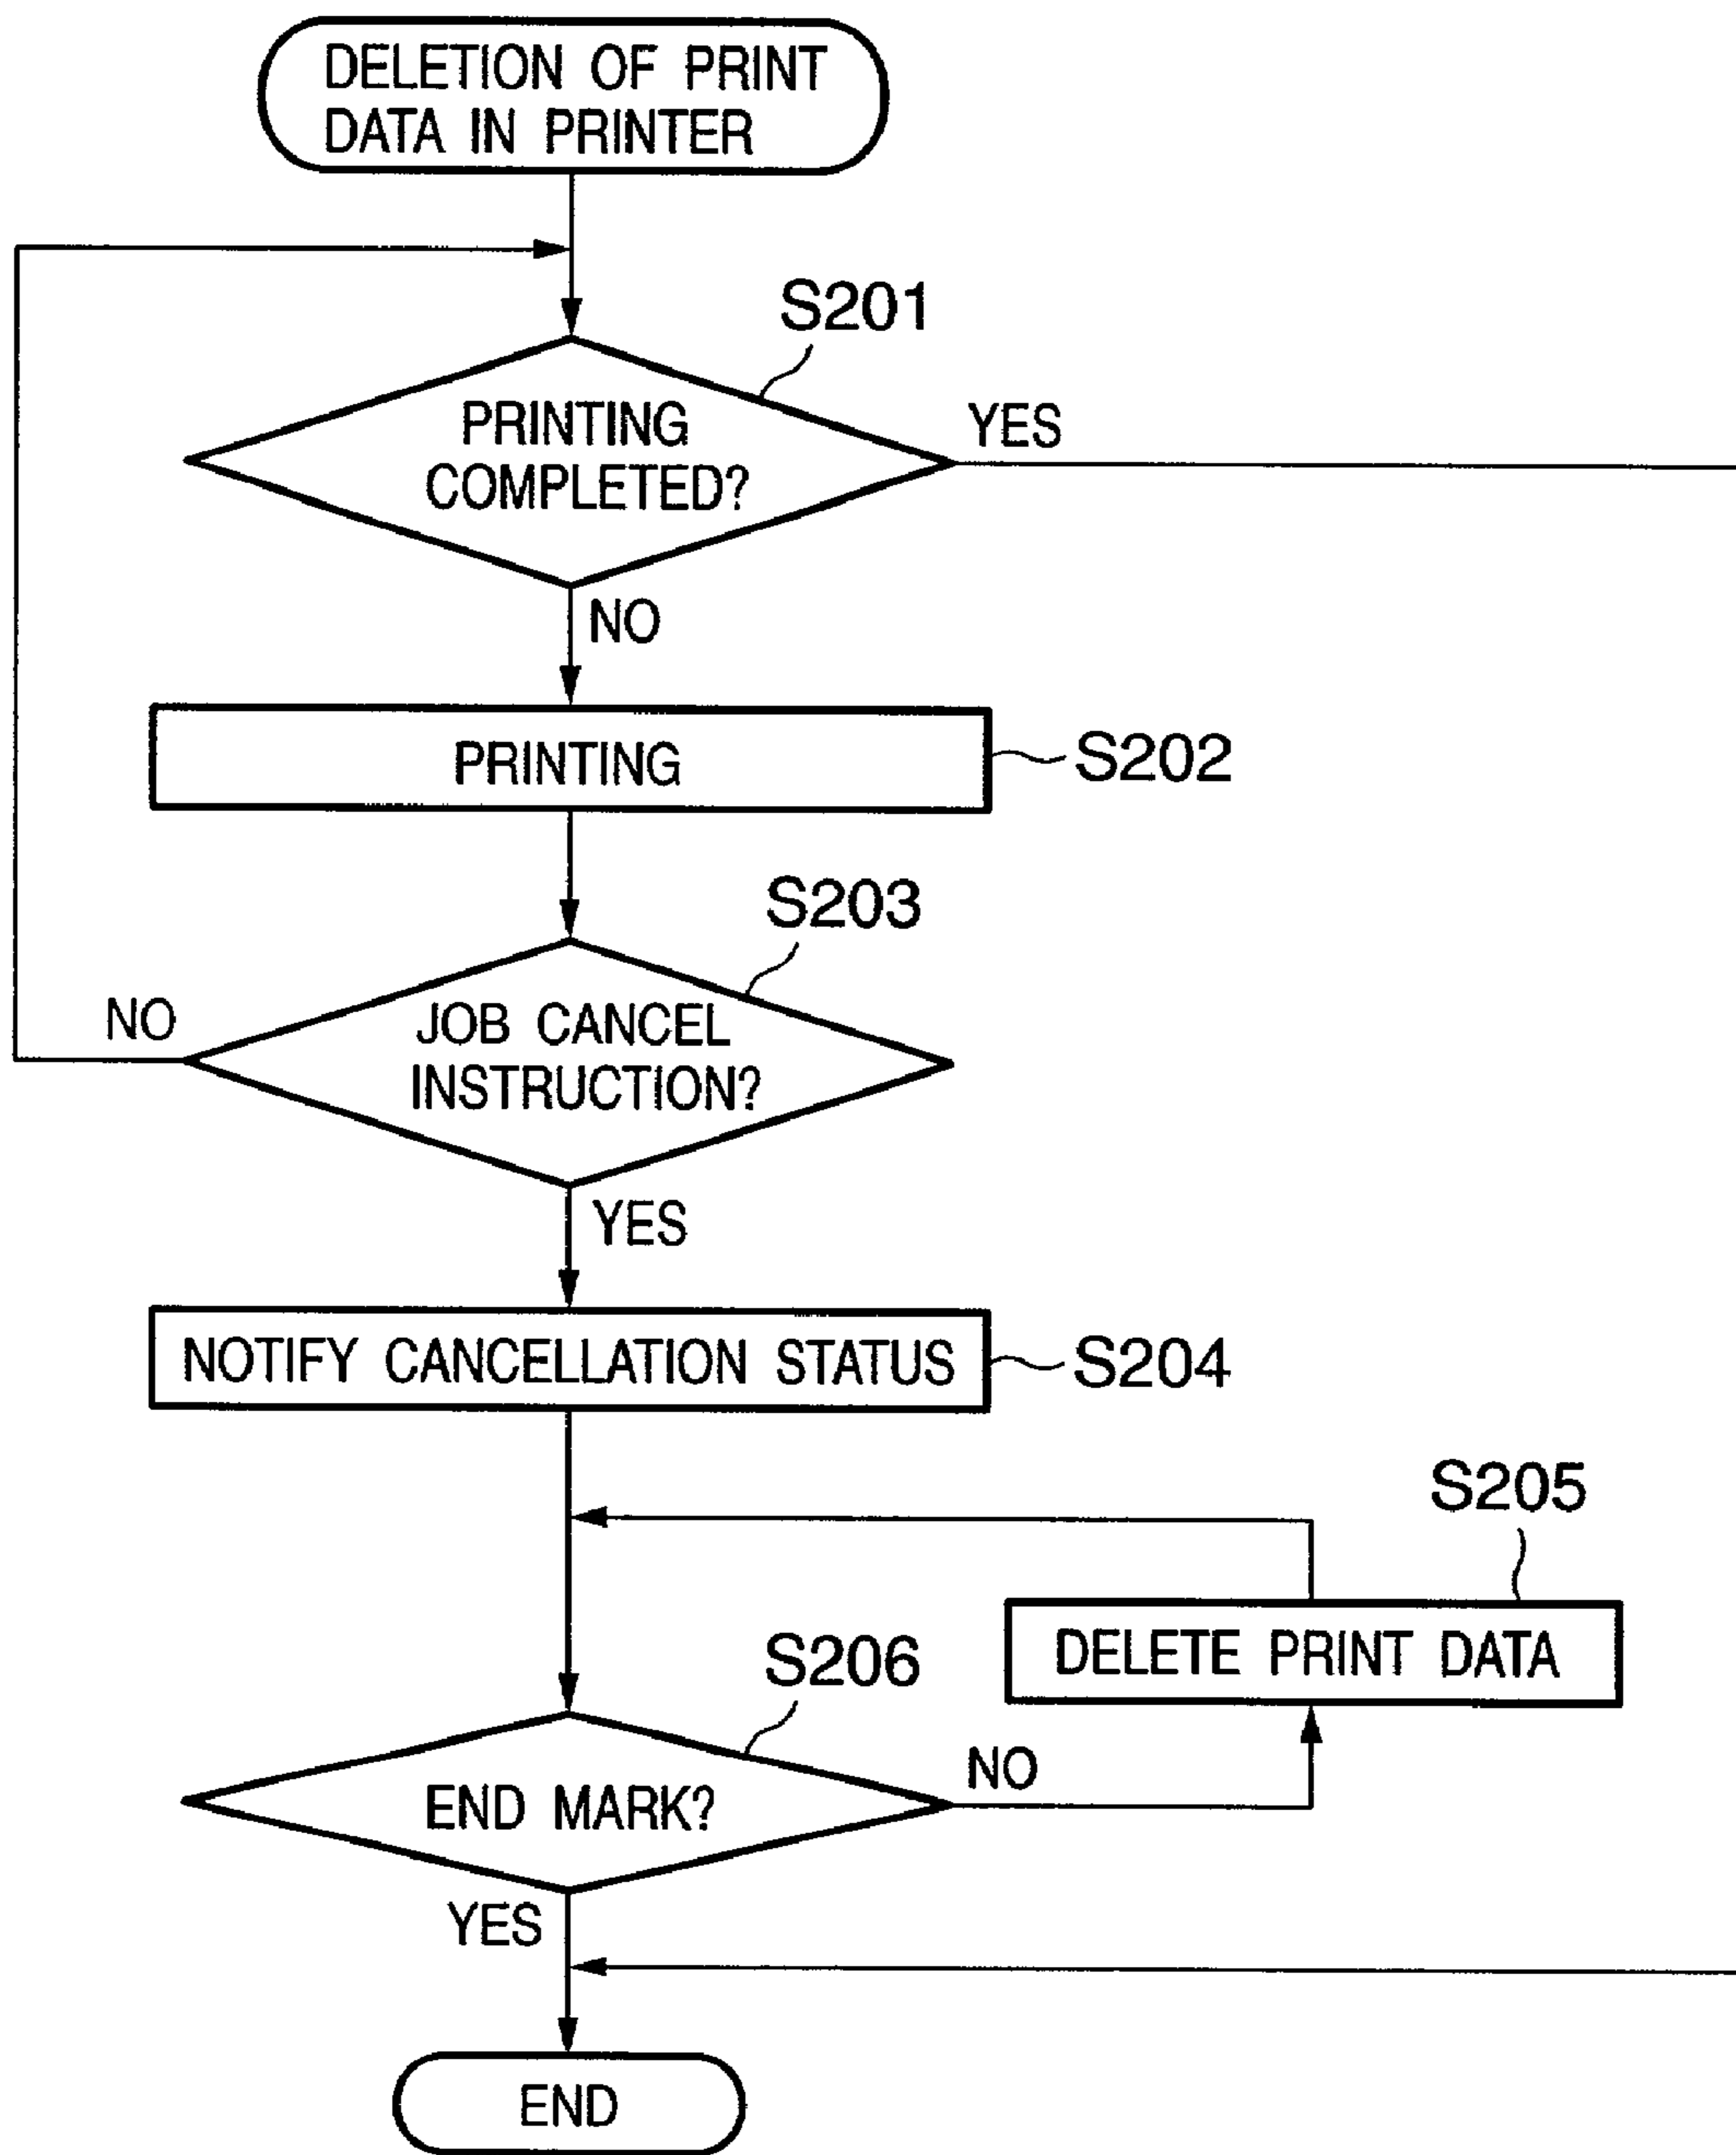 DELETION OF PRINT
DATA IN PRINTER
S201
PRINTING
COMPLETED?
YES
NO
PRINTING
S202
S203
JOB CANCEL
INSTRUCTION?
NO
YES
NOTIFY CANCELLATION STATUS
S204
S205
DELETE PRINT DATA
S206
END MARK?
NO
YES
END